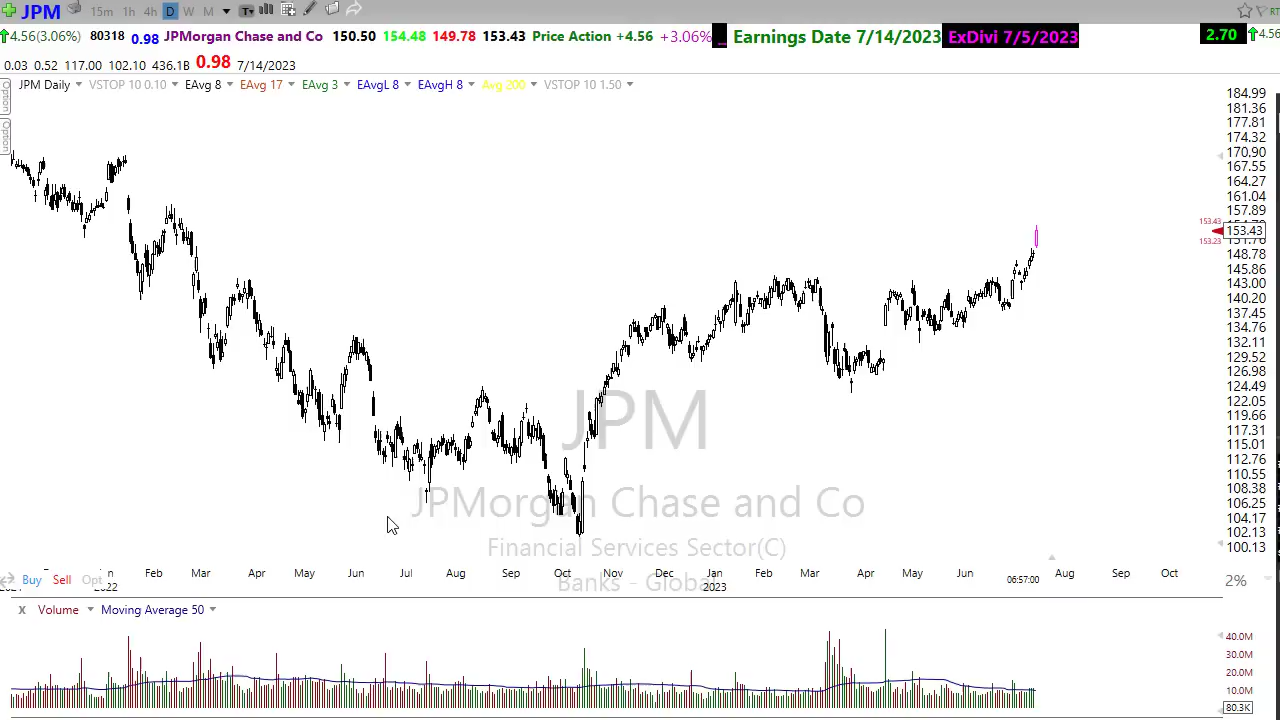 JPM 15m 1h 4h D W M T RT
4.56(3.06%) 80318 0.98 JPMorgan Chase and Co 150.50 154.48 149.78 153.43 Price Action +4.56 +3.06% _ Earnings Date 7/14/2023 ExDivi 7/5/2023 2.70 4.56
0.03 0.52 117.00 102.10 436.1B 0.98 7/14/2023
JPM Daily VSTOP 10 0.10 EAvg 8 EAvg 17 EAvg 3 EAvgL 8 EAvgH 8 Avg 200 VSTOP 10 1.50
Option
Option
184.99
181.36
177.81
174.32
170.90
167.55
164.27
161.04
157.89
153.43
153.43
153.23
151.76
148.78
145.86
143.00
140.20
137.45
134.76
132.11
129.52
126.98
124.49
122.05
119.66
117.31
115.01
112.76
110.55
108.38
106.25
104.17
102.13
100.13
JPM
JPMorgan Chase and Co
Financial Services Sector(C)
Banks - Global
Feb Mar Apr May Jun Jul Aug Sep Oct Nov Dec Jan Feb Mar Apr May Jun 06:57:00 Aug Sep Oct
2022 2023
Buy Sell Opt
2%
X Volume Moving Average 50
40.0M
30.0M
20.0M
10.0M
80.3K